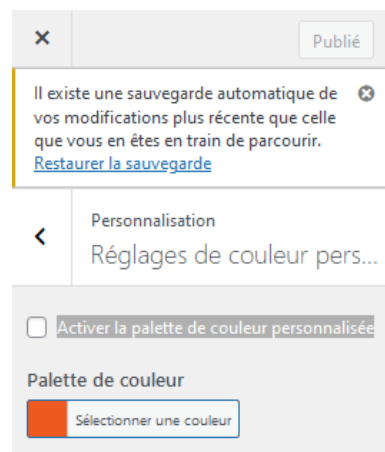 Publié
Il existe une sauvegarde automatique de
vos modifications plus récente que celle
que vous en êtes en train de parcourir.
Restaurer la sauvegarde
Personnalisation
Réglages de couleur pers...
Activer la palette de couleur personnalisée
Palette de couleur
Sélectionner une couleur